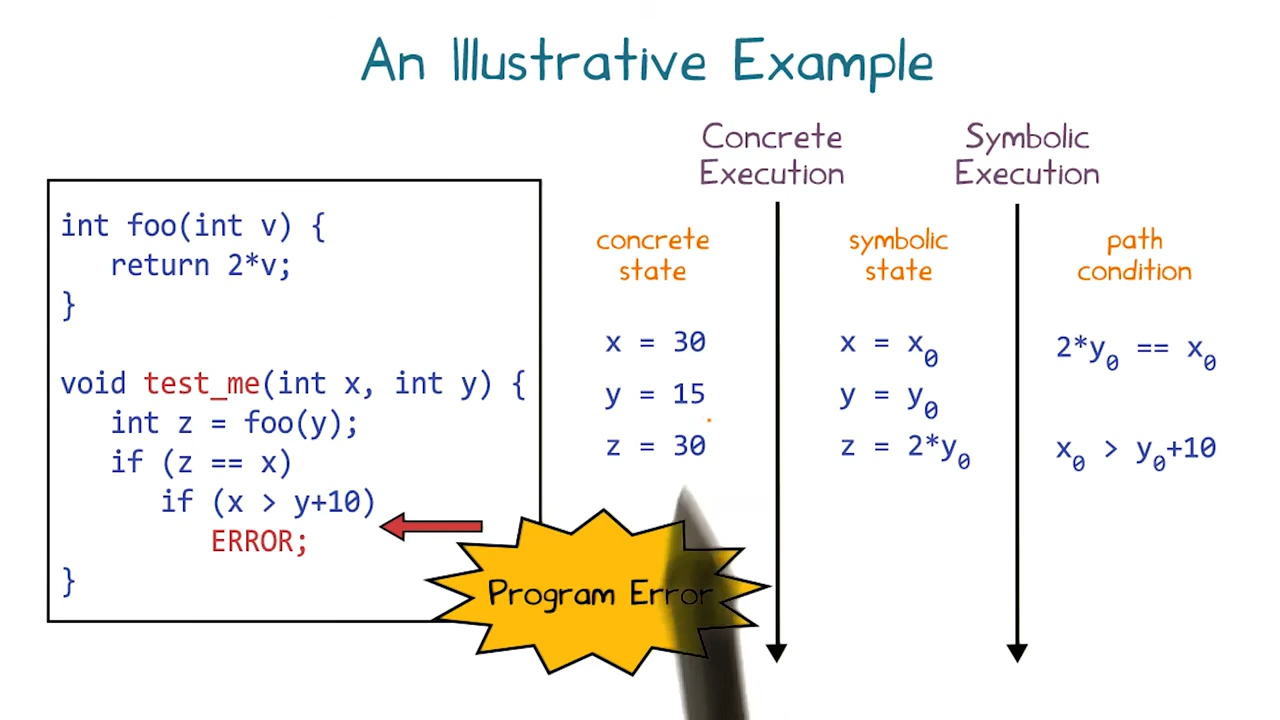 An Illustrative Example
int foo(int v) {
return 2*v;
}
void test_me(int x, int y) {
int z = foo(y);
if (z == x)
if (x > y+10)
ERROR;
}
Program Error
Concrete
Execution
Symbolic
Execution
concrete
state
x = 30
y = 15
z = 30
symbolic
state
x = x₀
y = y₀
z = 2*y₀
path
condition
2*y₀ == x₀
x₀ > y₀+10